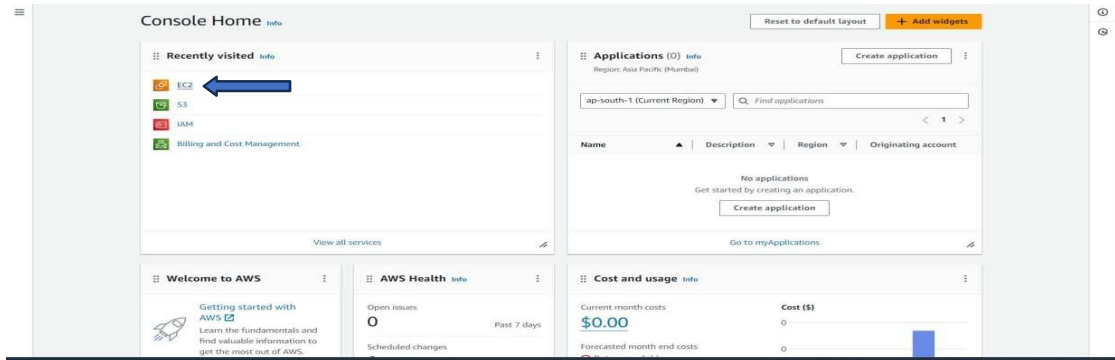 Console Home Info
Reset to default layout
+ Add widgets
Recently visited Info
EC2
S3
IAM
Billing and Cost Management
View all services
Applications (0) Info
Region: Asia Pacific (Mumbai)
Create application
ap-south-1 (Current Region)
Find applications
< 1 >
Name
Description
Region
Originating account
No applications
Get started by creating an application.
Create application
Go to myApplications
Welcome to AWS
Getting started with
AWS
Learn the fundamentals and
find valuable information to
get the most out of AWS.
AWS Health Info
Open issues
0
Past 7 days
Scheduled changes
Cost and usage Info
Current month costs
$0.00
Forecasted month end costs
Cost ($)
0
0